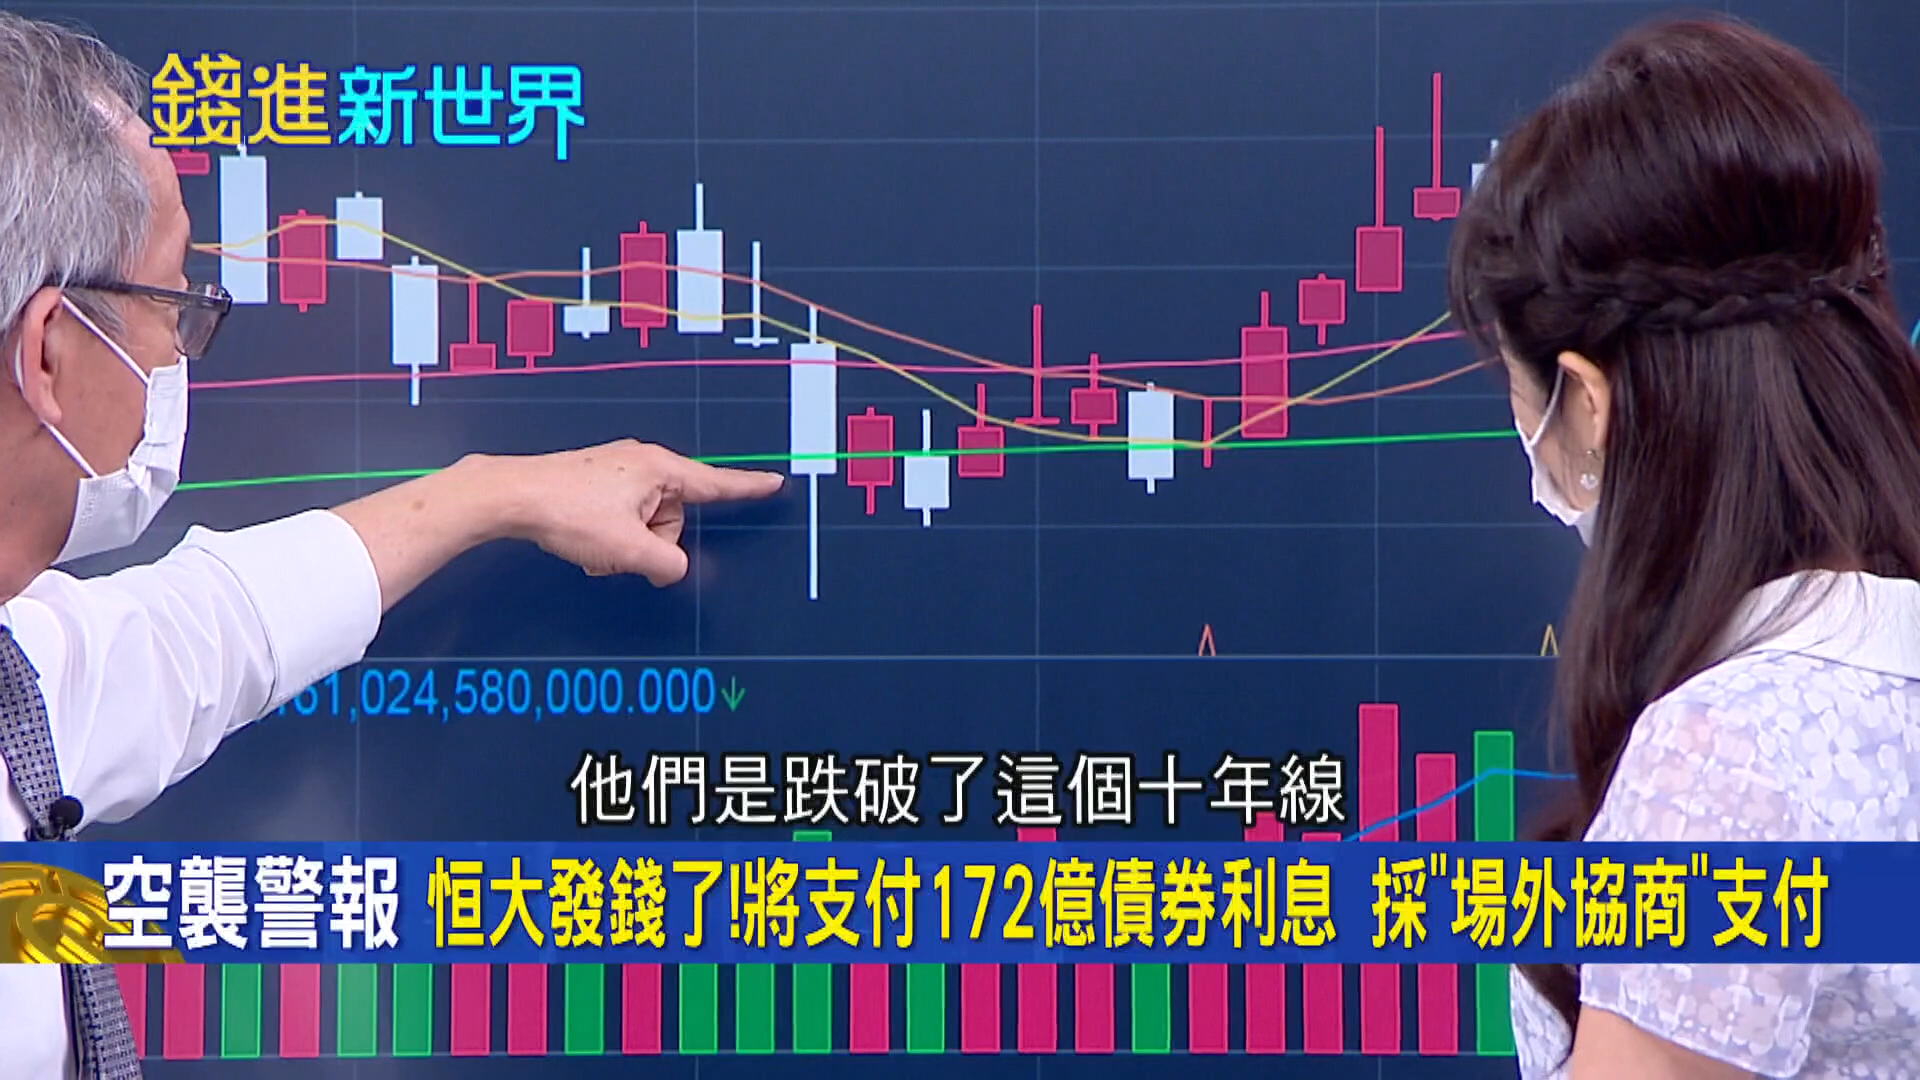 錢進新世界
61,024,580,000.000↓
他們是跌破了這個十年線
空襲警報 恒大發錢了!將支付172億債券利息 採"場外協商"支付